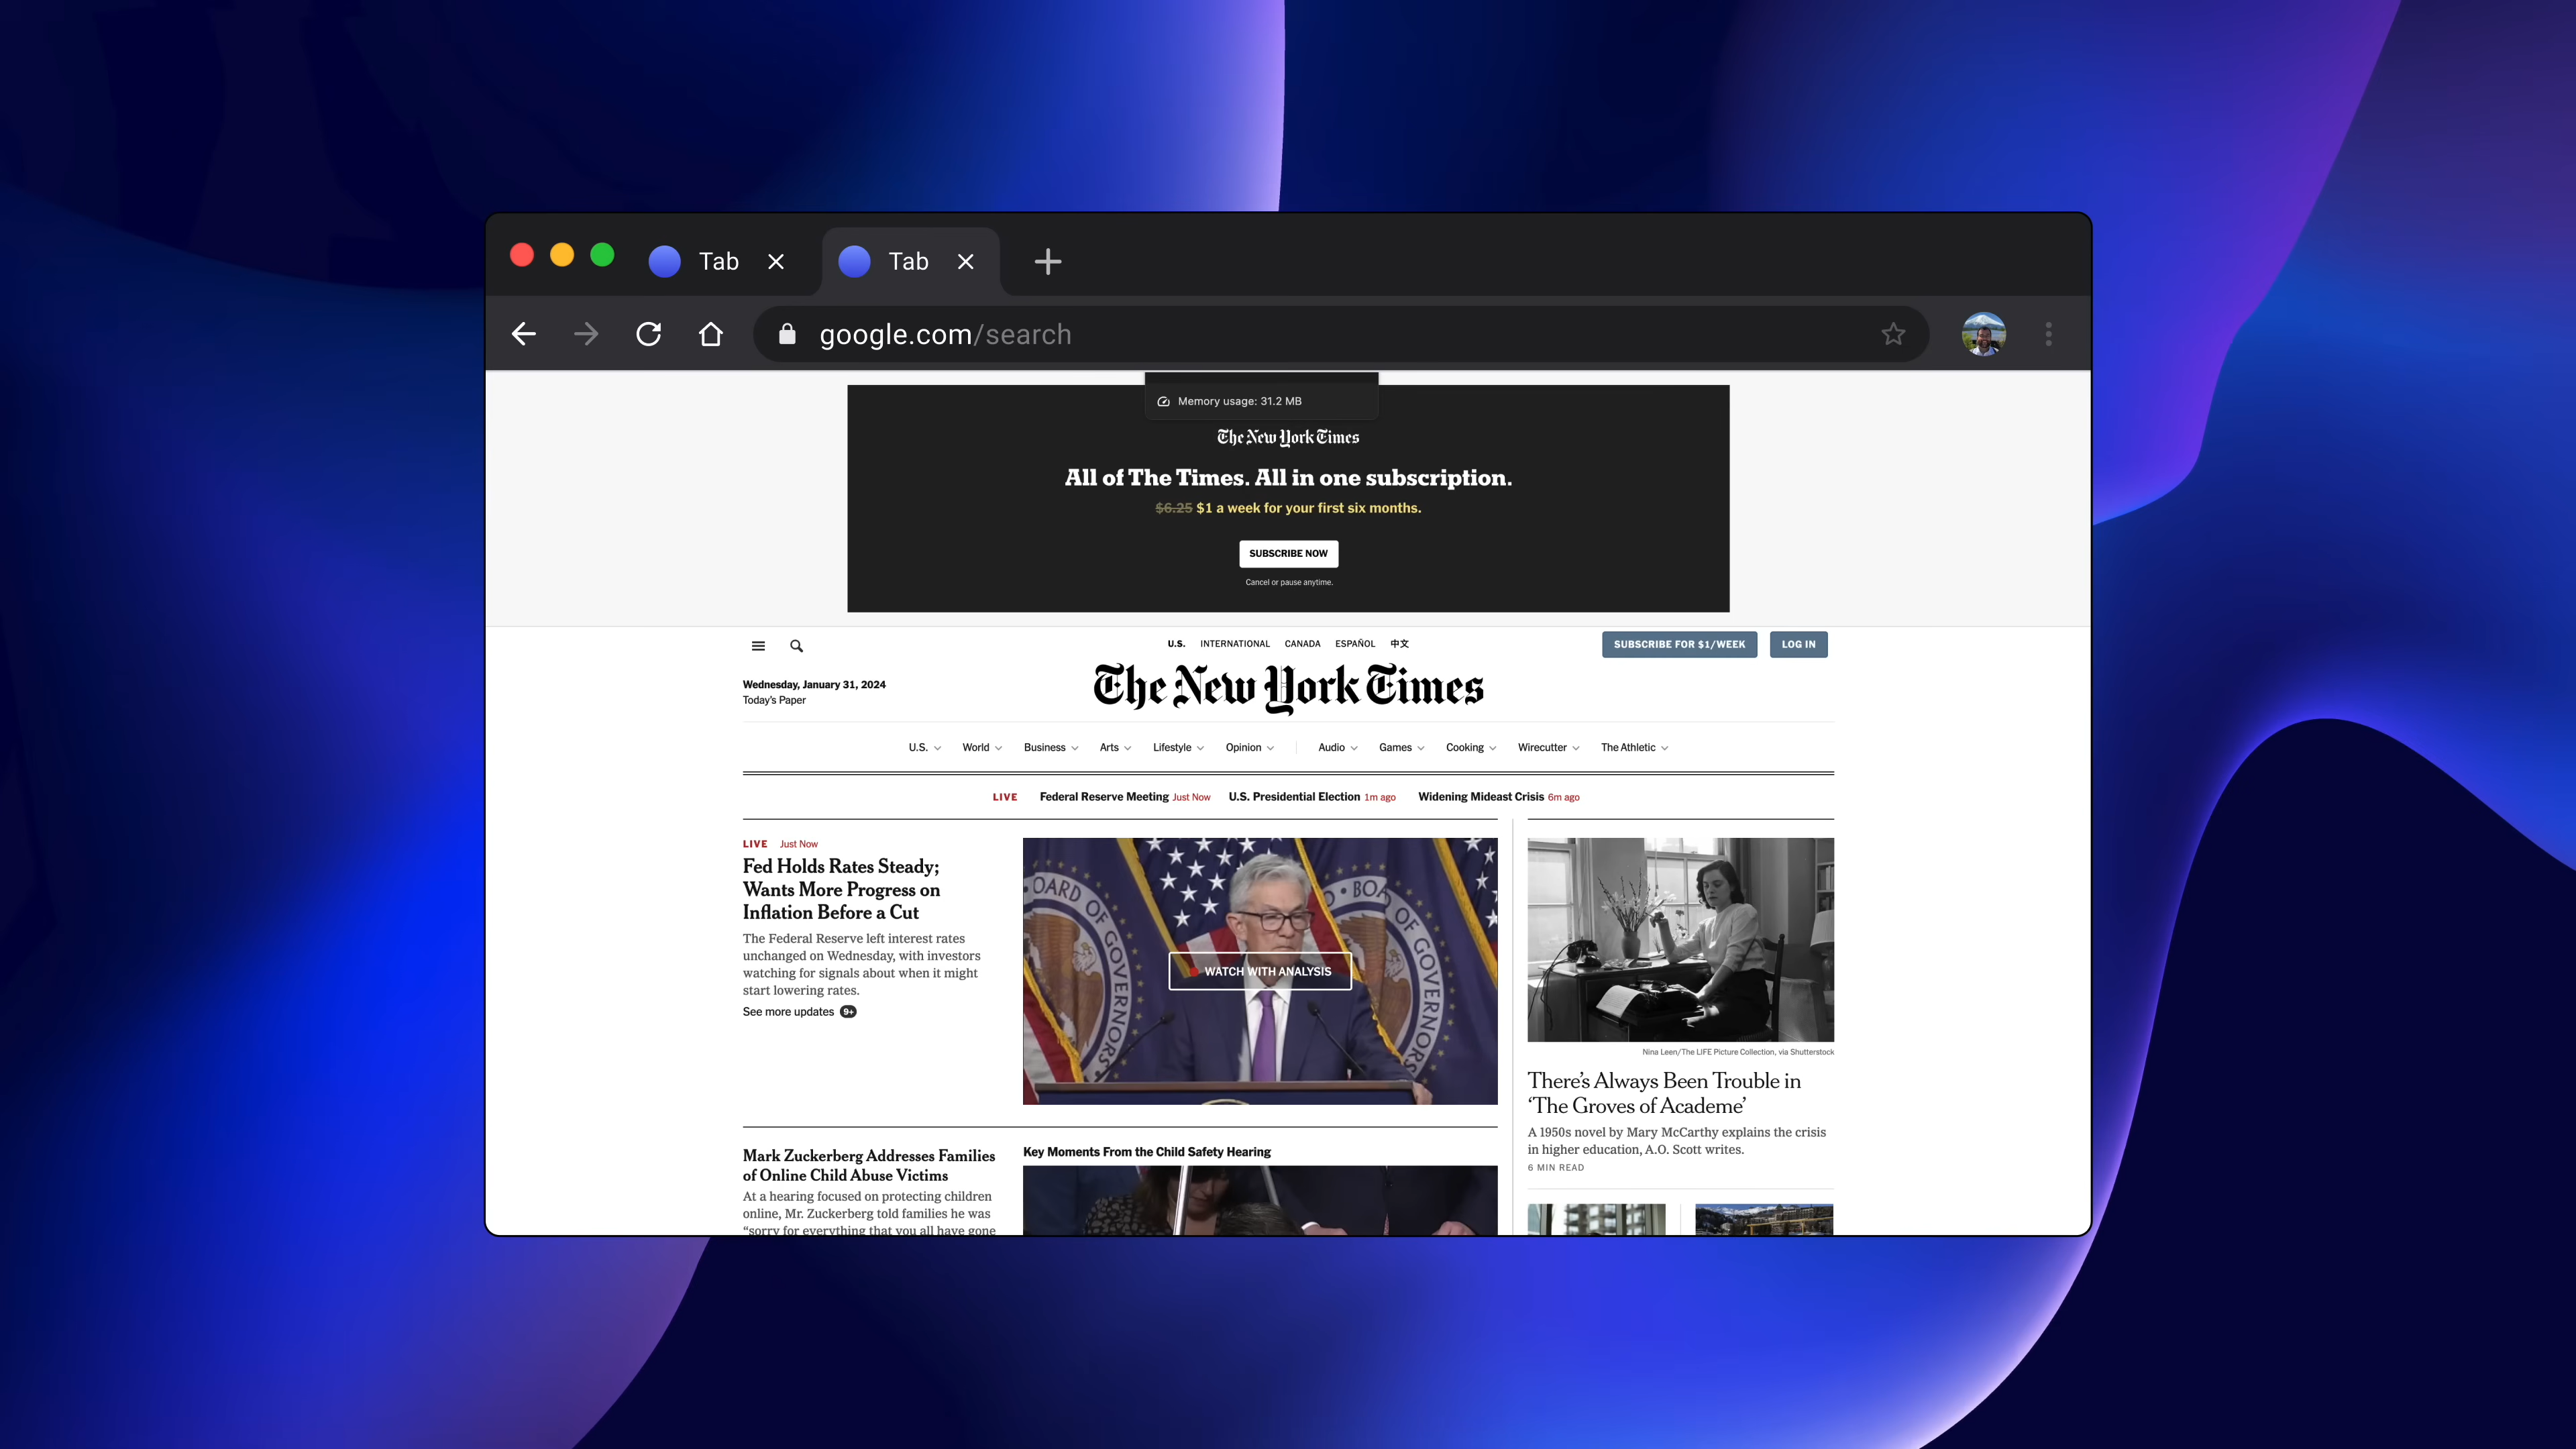 Tab
Tab
google.com/search
Memory usage: 31.2 MB
The New York Times
All of The Times. All in one subscription.
$6.25 $1 a week for your first six months.
SUBSCRIBE NOW
Cancel or pause anytime.
U.S. INTERNATIONAL CANADA ESPAÑOL 中文
SUBSCRIBE FOR $1/WEEK
LOG IN
Wednesday, January 31, 2024
Today's Paper
The New York Times
U.S. World Business Arts Lifestyle Opinion Audio Games Cooking Wirecutter The Athletic
LIVE Federal Reserve Meeting Just Now U.S. Presidential Election 1m ago Widening Mideast Crisis 6m ago
LIVE Just Now
Fed Holds Rates Steady;
Wants More Progress on
Inflation Before a Cut
The Federal Reserve left interest rates
unchanged on Wednesday, with investors
watching for signals about when it might
start lowering rates.
See more updates 9+
OARD OF GOVERNORS
BOARD OF GOVERNORS
WATCH WITH ANALYSIS
Nina Leen/The LIFE Picture Collection, via Shutterstock
There's Always Been Trouble in
'The Groves of Academe'
A 1950s novel by Mary McCarthy explains the crisis
in higher education, A.O. Scott writes.
6 MIN READ
Mark Zuckerberg Addresses Families
of Online Child Abuse Victims
At a hearing focused on protecting children
online, Mr. Zuckerberg told families he was
“sorry for everything that you all have gone
Key Moments From the Child Safety Hearing